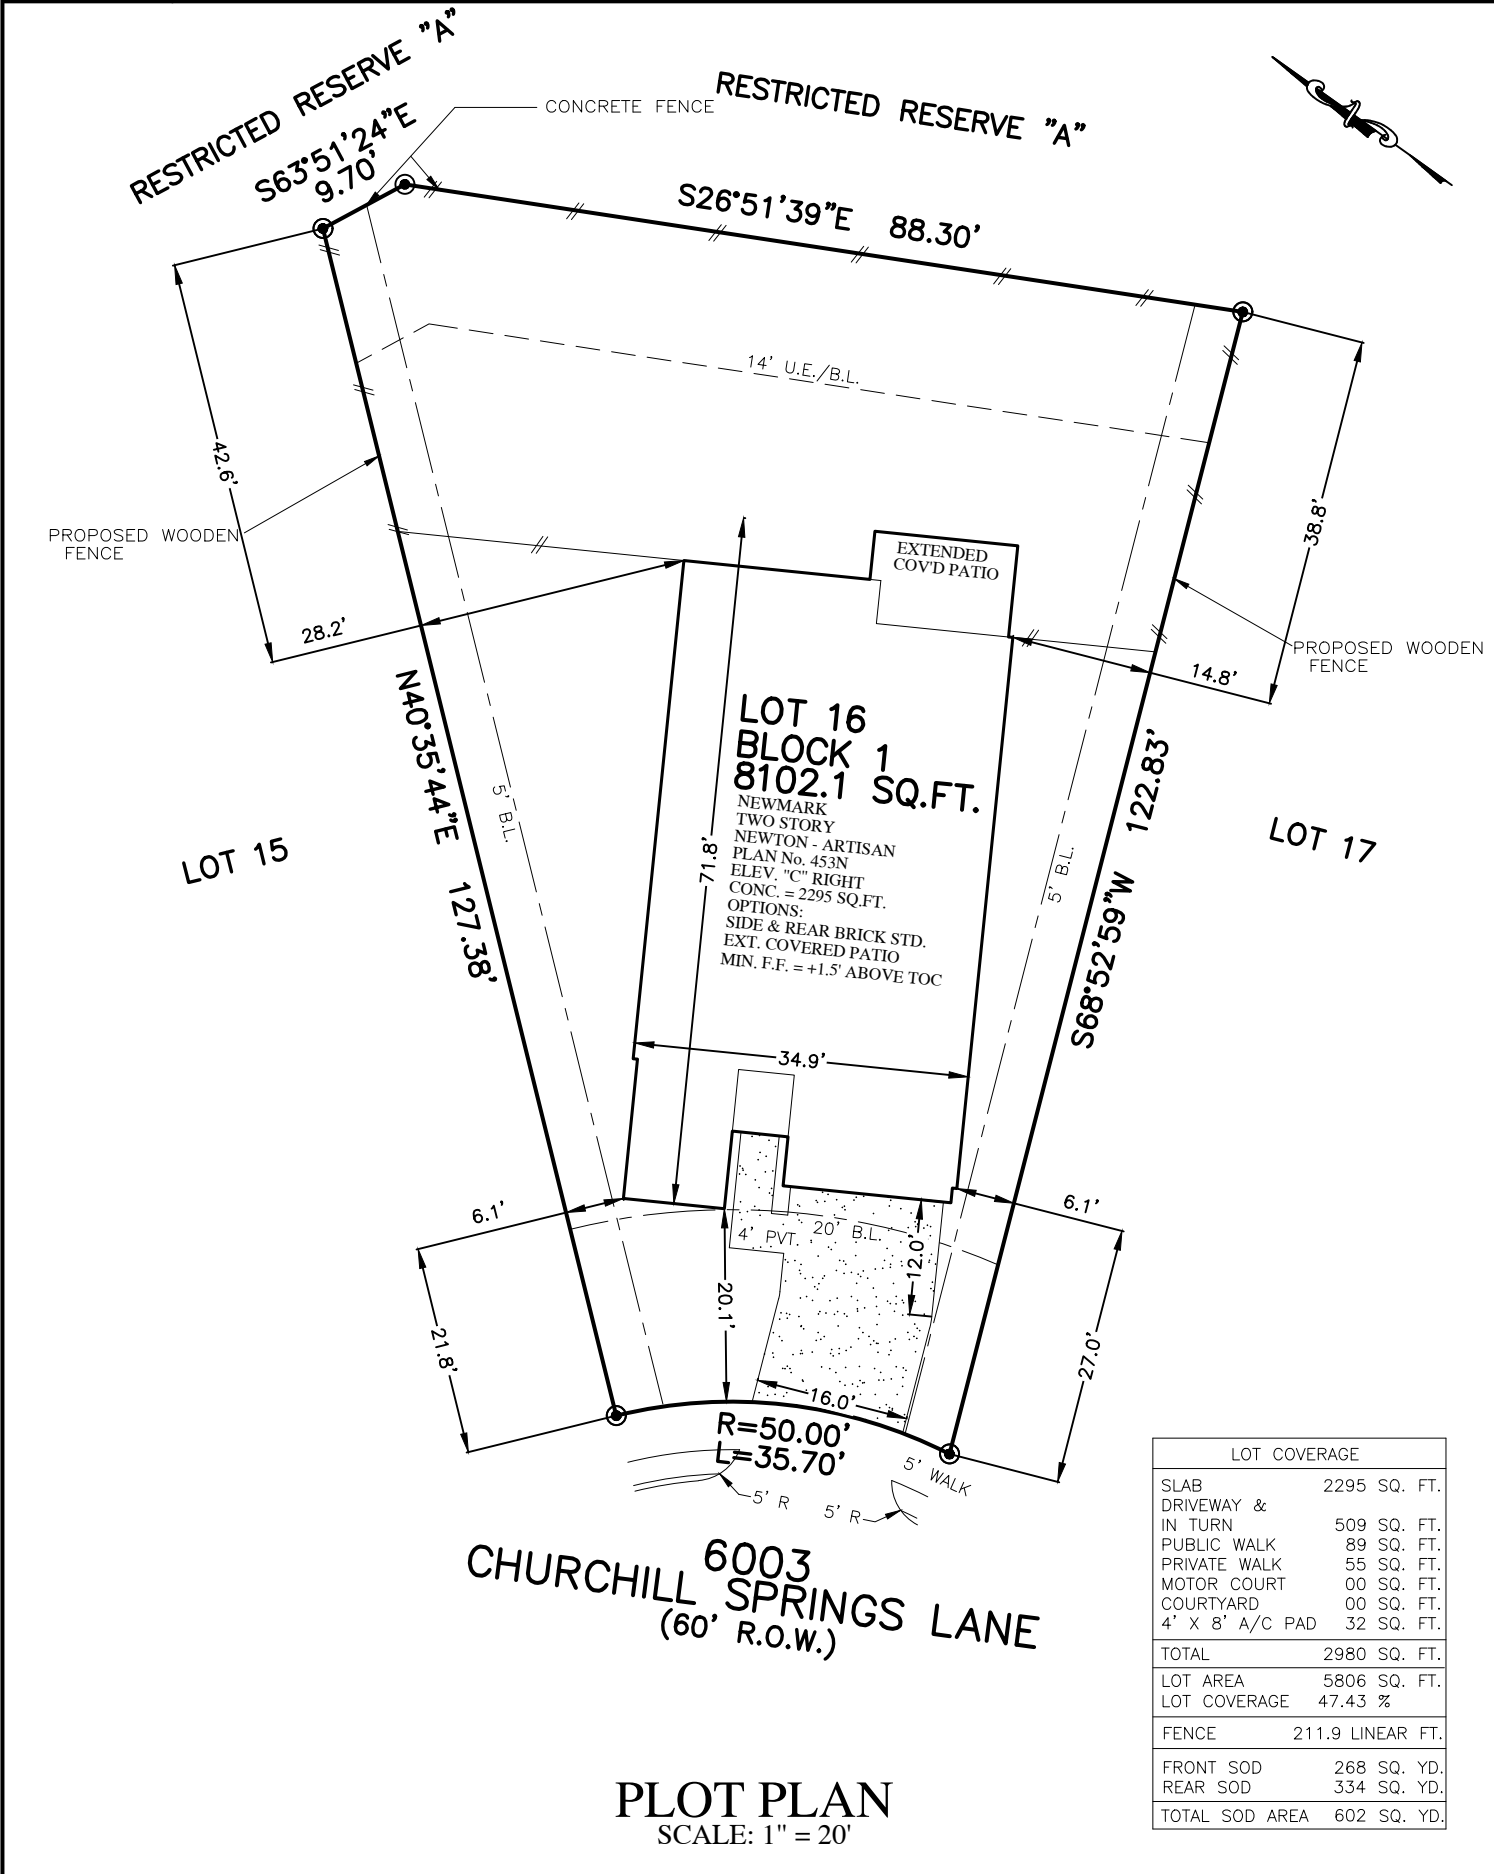 RESTRICTED RESERVE "A"
S63°51'24"E
9.70'
CONCRETE FENCE
RESTRICTED RESERVE "A"
S26°51'39"E 88.30'
14' U.E./B.L.
42.6'
38.8'
PROPOSED WOODEN
FENCE
EXTENDED
COV'D PATIO
28.2'
14.8'
PROPOSED WOODEN
FENCE
N40°35'44"E 127.38'
5' B.L.
LOT 15
LOT 16
BLOCK 1
8102.1 SQ.FT.
NEWMARK
TWO STORY
NEWTON - ARTISAN
PLAN No. 453N
ELEV. "C" RIGHT
CONC. = 2295 SQ.FT.
OPTIONS:
SIDE & REAR BRICK STD.
EXT. COVERED PATIO
MIN. F.F. = +1.5' ABOVE TOC
71.8'
34.9'
5' B.L.
S68°52'59"W 122.83'
LOT 17
6.1'
6.1'
4' PVT.
20' B.L.
12.0'
20.1'
21.8'
27.0'
16.0'
R=50.00'
L=35.70'
5' WALK
5' R
5' R
6003
CHURCHILL SPRINGS LANE
(60' R.O.W.)
LOT COVERAGE
SLAB 2295 SQ. FT.
DRIVEWAY &
IN TURN 509 SQ. FT.
PUBLIC WALK 89 SQ. FT.
PRIVATE WALK 55 SQ. FT.
MOTOR COURT 00 SQ. FT.
COURTYARD 00 SQ. FT.
4' X 8' A/C PAD 32 SQ. FT.
TOTAL 2980 SQ. FT.
LOT AREA 5806 SQ. FT.
LOT COVERAGE 47.43 %
FENCE 211.9 LINEAR FT.
FRONT SOD 268 SQ. YD.
REAR SOD 334 SQ. YD.
TOTAL SOD AREA 602 SQ. YD.
PLOT PLAN
SCALE: 1" = 20'